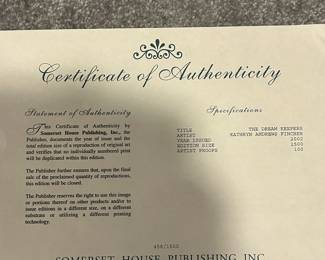 Certificate of Authenticity
Statement of Authenticity
This Certificate of Authenticity by
Somerset House Publishing, Inc., the
Publisher, documents the year of issue and the
total edition size of a reproduction of original art
and verifies that no individually numbered print
will be duplicated within this edition.
The Publisher further ensures that, upon the final
sale of the proclaimed quantity of reproductions,
this edition will be closed.
The Publisher reserves the right to use this image
or portions thereof on other products and/or to
issue editions in a different size, on a different
substrate or utilizing a different printing
technology.
Specifications
TITLE THE DREAM KEEPERS
ARTIST KATHRYN ANDREWS FINCHER
YEAR ISSUED 2002
EDITION SIZE 1500
ARTIST PROOFS 100
/1500
SOMERSET HOUSE PUBLISHING, INC.